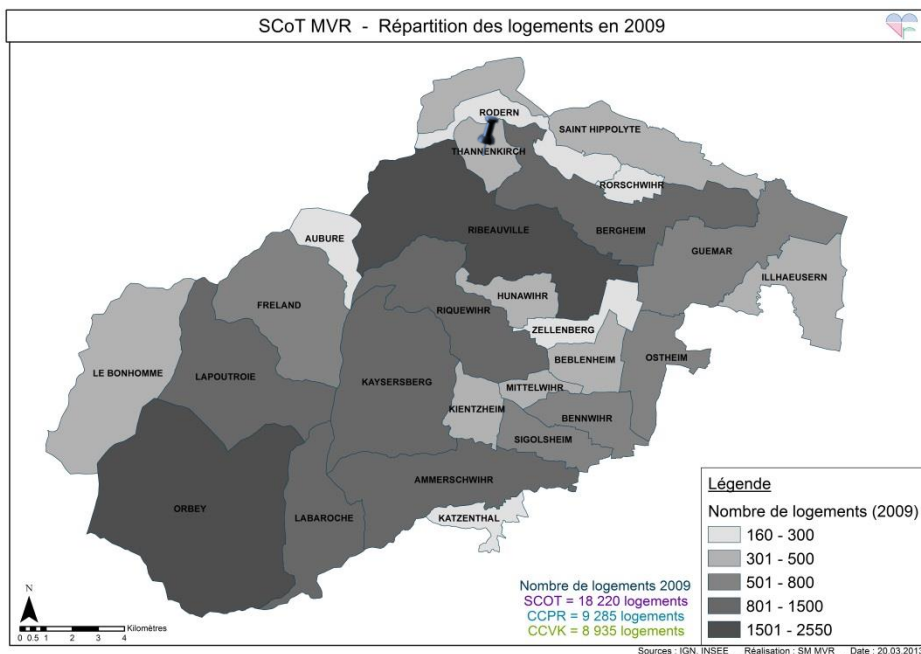 SCoT MVR - Répartition des logements en 2009
RODERN
SAINT HIPPOLYTE
THANNENKIRCH
RORSCHWIHR
AUBURE
RIBEAUVILLE
BERGHEIM
GUEMAR
ILLHAEUSERN
FRELAND
HUNAWIHR
RIQUEWIHR
ZELLENBERG
BEBLENHEIM
OSTHEIM
LE BONHOMME
LAPOUTROIE
KAYSERSBERG
MITTELWIHR
KIENTZHEIM
BENNWIHR
SIGOLSHEIM
AMMERSCHWIHR
ORBEY
LABAROCHE
KATZENTHAL
Légende
Nombre de logements (2009)
160 - 300
301 - 500
501 - 800
801 - 1500
1501 - 2550
Nombre de logements 2009
SCOT = 18 220 logements
CCPR = 9 285 logements
CCVK = 8 935 logements
N
Kilomètres
0 0.5 1 2 3 4
Sources : IGN, INSEE Réalisation : SM MVR Date : 20.03.2013